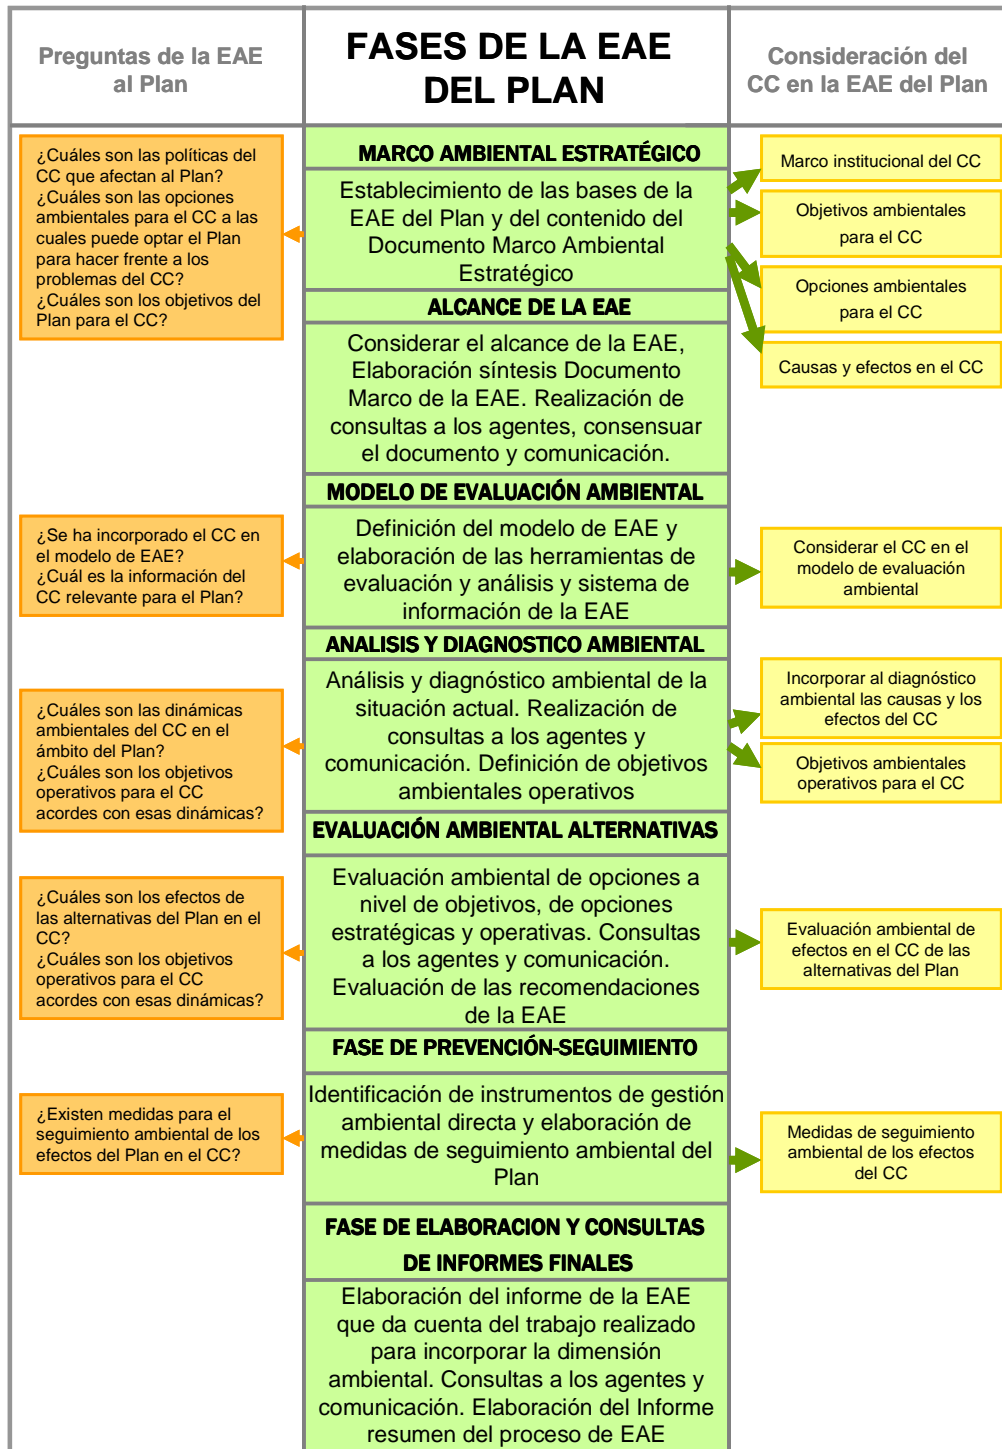 Preguntas de la EAE
al Plan
FASES DE LA EAE
DEL PLAN
Consideración del
CC en la EAE del Plan
¿Cuáles son las políticas del
CC que afectan al Plan?
¿Cuáles son las opciones
ambientales para el CC a las
cuales puede optar el Plan
para hacer frente a los
problemas del CC?
¿Cuáles son los objetivos del
Plan para el CC?
MARCO AMBIENTAL ESTRATÉGICO
Establecimiento de las bases de la
EAE del Plan y del contenido del
Documento Marco Ambiental
Estratégico
Marco institucional del CC
Objetivos ambientales
para el CC
Opciones ambientales
para el CC
Causas y efectos en el CC
ALCANCE DE LA EAE
Considerar el alcance de la EAE,
Elaboración síntesis Documento
Marco de la EAE. Realización de
consultas a los agentes, consensuar
el documento y comunicación.
MODELO DE EVALUACIÓN AMBIENTAL
¿Se ha incorporado el CC en
el modelo de EAE?
¿Cuál es la información del
CC relevante para el Plan?
Definición del modelo de EAE y
elaboración de las herramientas de
evaluación y análisis y sistema de
información de la EAE
Considerar el CC en el
modelo de evaluación
ambiental
ANALISIS Y DIAGNOSTICO AMBIENTAL
¿Cuáles son las dinámicas
ambientales del CC en el
ámbito del Plan?
¿Cuáles son los objetivos
operativos para el CC
acordes con esas dinámicas?
Análisis y diagnóstico ambiental de la
situación actual. Realización de
consultas a los agentes y
comunicación. Definición de objetivos
ambientales operativos
Incorporar al diagnóstico
ambiental las causas y los
efectos del CC
Objetivos ambientales
operativos para el CC
EVALUACIÓN AMBIENTAL ALTERNATIVAS
¿Cuáles son los efectos de
las alternativas del Plan en el
CC?
¿Cuáles son los objetivos
operativos para el CC
acordes con esas dinámicas?
Evaluación ambiental de opciones a
nivel de objetivos, de opciones
estratégicas y operativas. Consultas
a los agentes y comunicación.
Evaluación de las recomendaciones
de la EAE
Evaluación ambiental de
efectos en el CC de las
alternativas del Plan
FASE DE PREVENCIÓN-SEGUIMIENTO
¿Existen medidas para el
seguimiento ambiental de los
efectos del Plan en el CC?
Identificación de instrumentos de gestión
ambiental directa y elaboración de
medidas de seguimiento ambiental del
Plan
Medidas de seguimiento
ambiental de los efectos
del CC
FASE DE ELABORACION Y CONSULTAS
DE INFORMES FINALES
Elaboración del informe de la EAE
que da cuenta del trabajo realizado
para incorporar la dimensión
ambiental. Consultas a los agentes y
comunicación. Elaboración del Informe
resumen del proceso de EAE